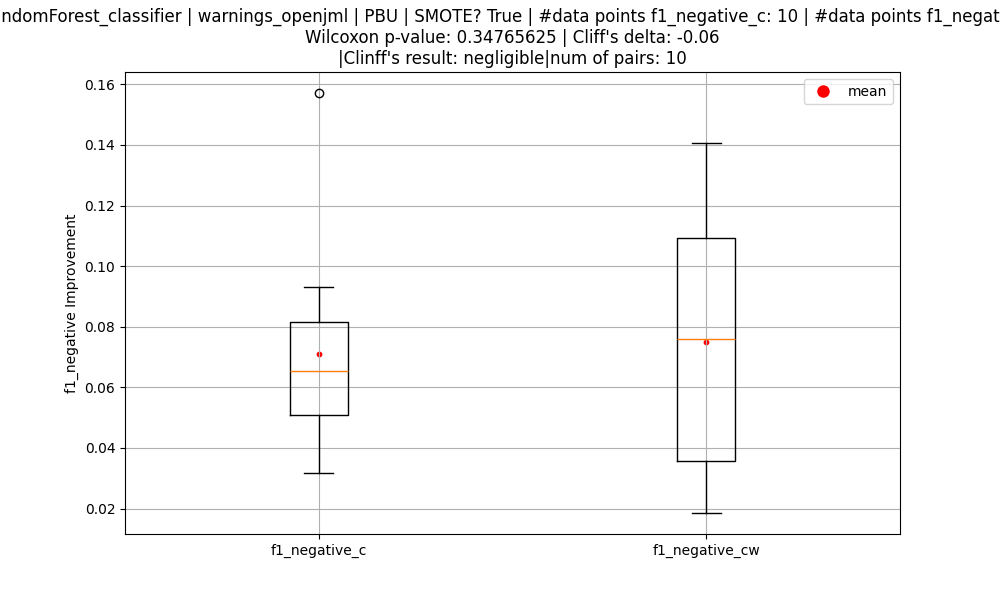 ndomForest_classifier | warnings_openjml | PBU | SMOTE? True | #data points f1_negative_c: 10 | #data points f1_negat
Wilcoxon p-value: 0.34765625 | Cliff's delta: -0.06
|Clinff's result: negligible|num of pairs: 10
mean
0.16
0.14
0.12
0.10
0.08
0.06
0.04
0.02
f1_negative Improvement
f1_negative_c
f1_negative_cw